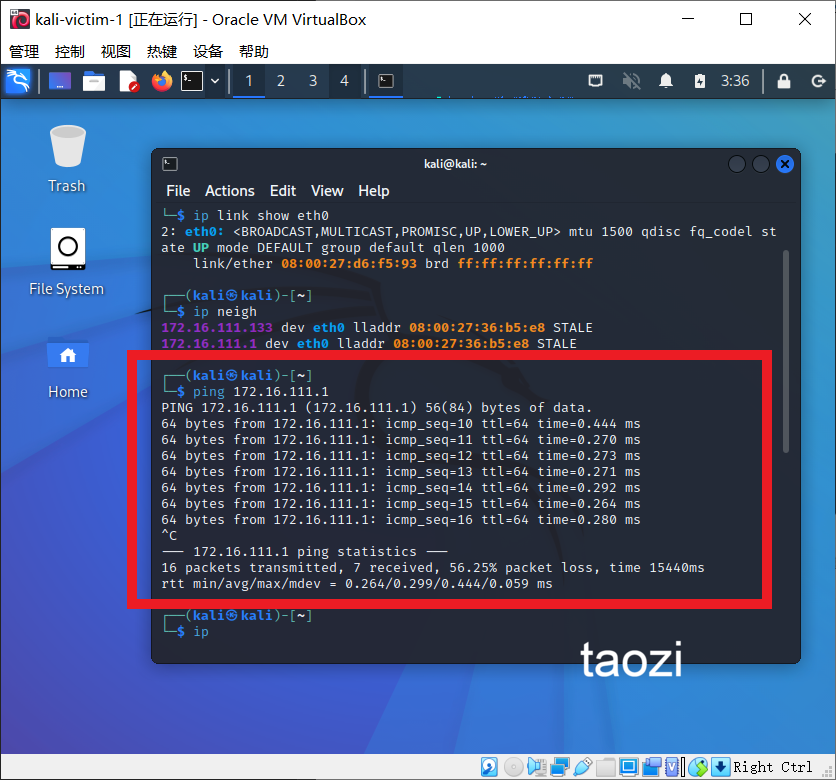 kali-victim-1 [正在运行] - Oracle VM VirtualBox
管理 控制 视图 热键 设备 帮助
1 2 3 4 3:36
Trash
File System
Home
kali@kali: ~
File Actions Edit View Help
└─$ ip link show eth0
2: eth0: <BROADCAST,MULTICAST,PROMISC,UP,LOWER_UP> mtu 1500 qdisc fq_codel st
ate UP mode DEFAULT group default qlen 1000
link/ether 08:00:27:d6:f5:93 brd ff:ff:ff:ff:ff:ff
┌──(kali㉿kali)-[~]
└─$ ip neigh
172.16.111.133 dev eth0 lladdr 08:00:27:36:b5:e8 STALE
172.16.111.1 dev eth0 lladdr 08:00:27:36:b5:e8 STALE
┌──(kali㉿kali)-[~]
└─$ ping 172.16.111.1
PING 172.16.111.1 (172.16.111.1) 56(84) bytes of data.
64 bytes from 172.16.111.1: icmp_seq=10 ttl=64 time=0.444 ms
64 bytes from 172.16.111.1: icmp_seq=11 ttl=64 time=0.270 ms
64 bytes from 172.16.111.1: icmp_seq=12 ttl=64 time=0.273 ms
64 bytes from 172.16.111.1: icmp_seq=13 ttl=64 time=0.271 ms
64 bytes from 172.16.111.1: icmp_seq=14 ttl=64 time=0.292 ms
64 bytes from 172.16.111.1: icmp_seq=15 ttl=64 time=0.264 ms
64 bytes from 172.16.111.1: icmp_seq=16 ttl=64 time=0.280 ms
^C
--- 172.16.111.1 ping statistics ---
16 packets transmitted, 7 received, 56.25% packet loss, time 15440ms
rtt min/avg/max/mdev = 0.264/0.299/0.444/0.059 ms
┌──(kali㉿kali)-[~]
└─$ ip
taozi
Right Ctrl